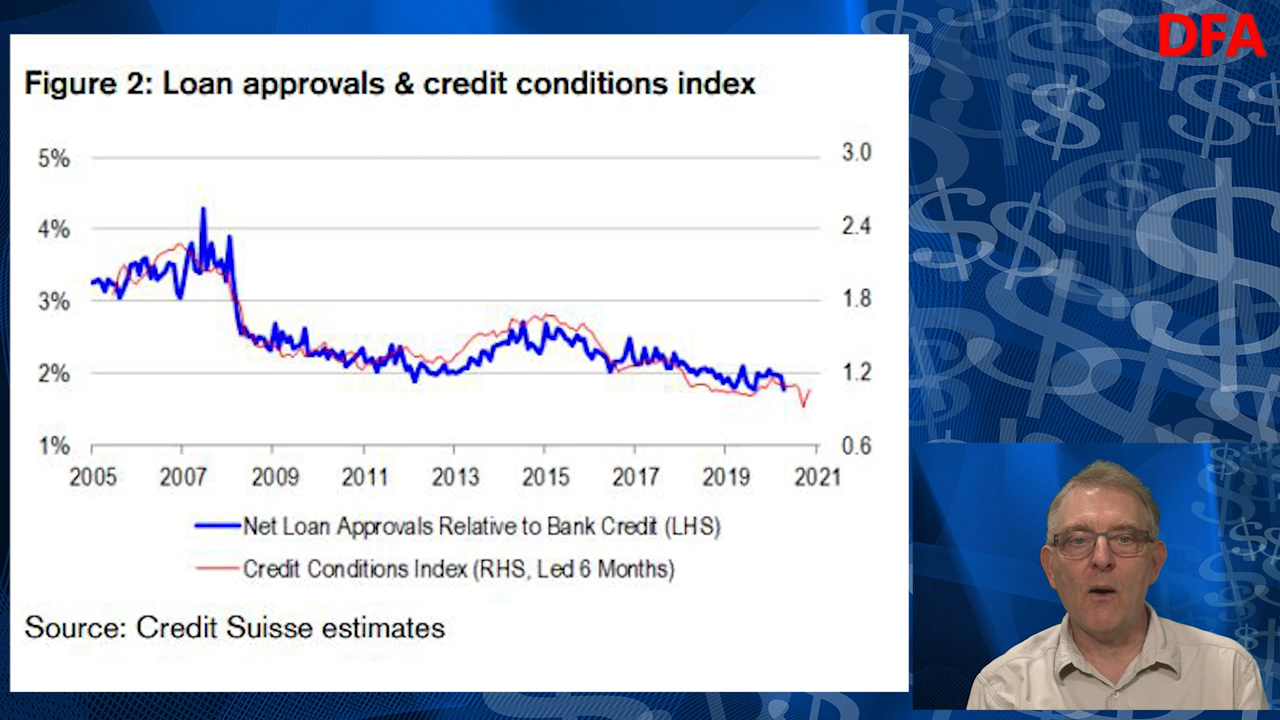 DFA
Figure 2: Loan approvals & credit conditions index
5%
4%
3%
2%
1%
3.0
2.4
1.8
1.2
0.6
2005 2007 2009 2011 2013 2015 2017 2019 2021
Net Loan Approvals Relative to Bank Credit (LHS)
Credit Conditions Index (RHS, Led 6 Months)
Source: Credit Suisse estimates